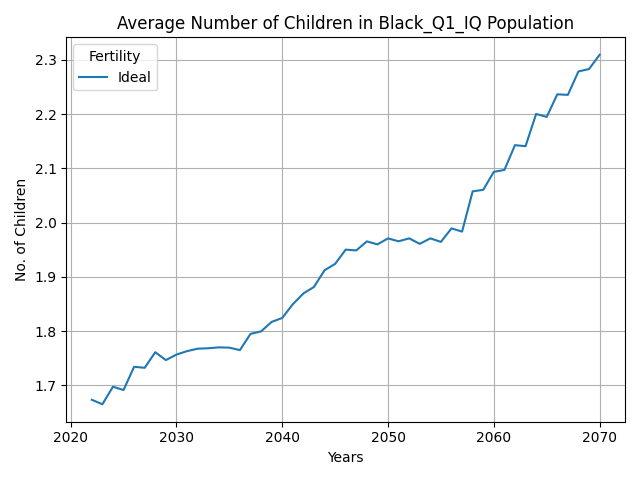 Average Number of Children in Black_Q1_IQ Population
Fertility
Ideal
No. of Children
2.3
2.2
2.1
2.0
1.9
1.8
1.7
2020 2030 2040 2050 2060 2070
Years